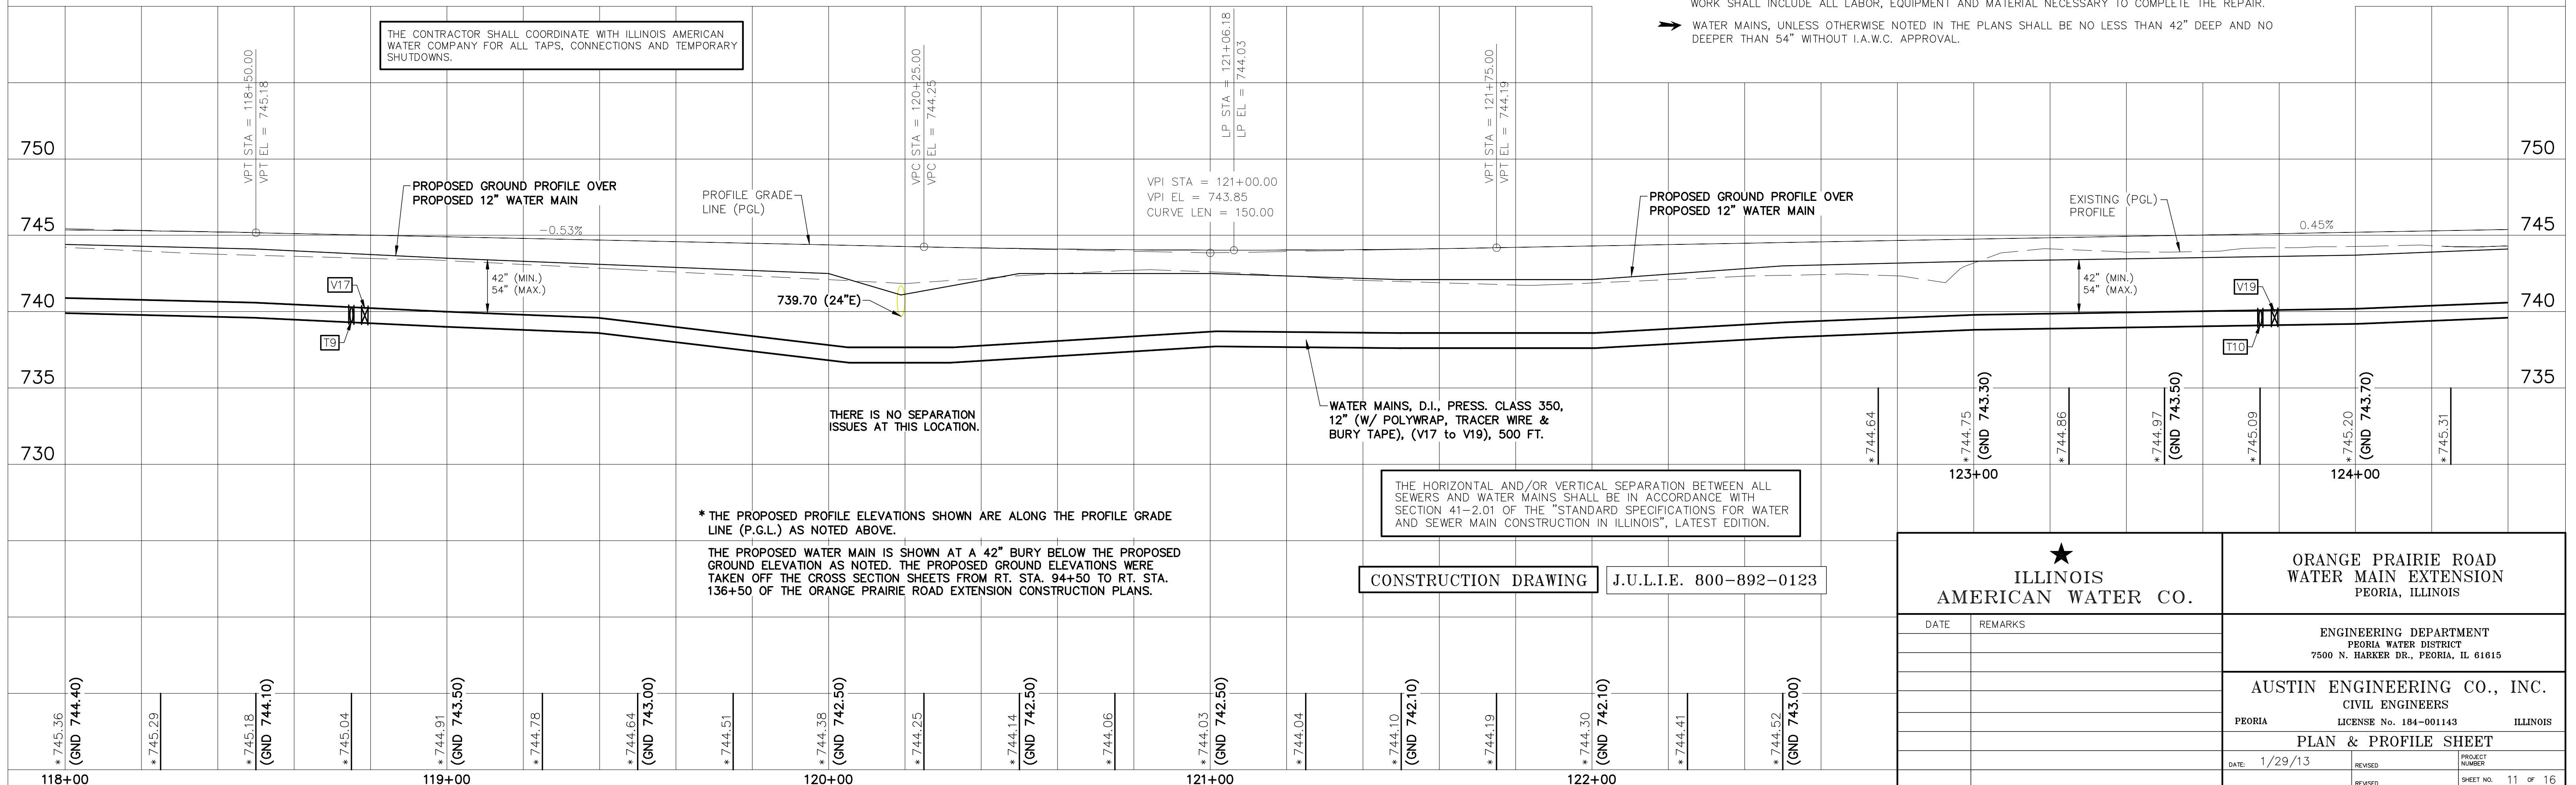 WORK SHALL INCLUDE ALL LABOR, EQUIPMENT AND MATERIAL NECESSARY TO COMPLETE THE REPAIR.
WATER MAINS, UNLESS OTHERWISE NOTED IN THE PLANS SHALL BE NO LESS THAN 42" DEEP AND NO
DEEPER THAN 54" WITHOUT I.A.W.C. APPROVAL.
THE CONTRACTOR SHALL COORDINATE WITH ILLINOIS AMERICAN
WATER COMPANY FOR ALL TAPS, CONNECTIONS AND TEMPORARY
SHUTDOWNS.
VPT STA = 118+50.00
VPT EL = 745.18
VPC STA = 120+25.00
VPC EL = 744.25
LP STA = 121+06.18
LP EL = 744.03
VPT STA = 121+75.00
VPT EL = 744.19
750
750
PROPOSED GROUND PROFILE OVER
PROPOSED 12" WATER MAIN
PROFILE GRADE
LINE (PGL)
VPI STA = 121+00.00
VPI EL = 743.85
CURVE LEN = 150.00
PROPOSED GROUND PROFILE OVER
PROPOSED 12" WATER MAIN
EXISTING (PGL)
PROFILE
745
-0.53%
0.45%
745
42" (MIN.)
54" (MAX.)
42" (MIN.)
54" (MAX.)
V17
V19
740
739.70 (24"E)
740
T9
T10
735
735
THERE IS NO SEPARATION
ISSUES AT THIS LOCATION.
WATER MAINS, D.I., PRESS. CLASS 350,
12" (W/ POLYWRAP, TRACER WIRE &
BURY TAPE), (V17 to V19), 500 FT.
730
* 744.64
* 744.75
(GND 743.30)
* 744.86
* 744.97
(GND 743.50)
* 745.09
* 745.20
(GND 743.70)
* 745.31
123+00
124+00
THE HORIZONTAL AND/OR VERTICAL SEPARATION BETWEEN ALL
SEWERS AND WATER MAINS SHALL BE IN ACCORDANCE WITH
SECTION 41-2.01 OF THE "STANDARD SPECIFICATIONS FOR WATER
AND SEWER MAIN CONSTRUCTION IN ILLINOIS", LATEST EDITION.
* THE PROPOSED PROFILE ELEVATIONS SHOWN ARE ALONG THE PROFILE GRADE
LINE (P.G.L.) AS NOTED ABOVE.
THE PROPOSED WATER MAIN IS SHOWN AT A 42" BURY BELOW THE PROPOSED
GROUND ELEVATION AS NOTED. THE PROPOSED GROUND ELEVATIONS WERE
TAKEN OFF THE CROSS SECTION SHEETS FROM RT. STA. 94+50 TO RT. STA.
136+50 OF THE ORANGE PRAIRIE ROAD EXTENSION CONSTRUCTION PLANS.
CONSTRUCTION DRAWING
J.U.L.I.E. 800-892-0123
ILLINOIS
AMERICAN WATER CO.
DATE
REMARKS
ORANGE PRAIRIE ROAD
WATER MAIN EXTENSION
PEORIA, ILLINOIS
ENGINEERING DEPARTMENT
PEORIA WATER DISTRICT
7500 N. HARKER DR., PEORIA, IL 61615
AUSTIN ENGINEERING CO., INC.
CIVIL ENGINEERS
PEORIA
LICENSE No. 184-001143
ILLINOIS
PLAN & PROFILE SHEET
DATE: 1/29/13
REVISED
PROJECT
NUMBER
REVISED
SHEET NO. 11 OF 16
* 745.36
(GND 744.40)
* 745.29
* 745.18
(GND 744.10)
* 745.04
* 744.91
(GND 743.50)
* 744.78
* 744.64
(GND 743.00)
* 744.51
* 744.38
(GND 742.50)
* 744.25
* 744.14
(GND 742.50)
* 744.06
* 744.03
(GND 742.50)
* 744.04
* 744.10
(GND 742.10)
* 744.19
* 744.30
(GND 742.10)
* 744.41
* 744.52
(GND 743.00)
118+00
119+00
120+00
121+00
122+00